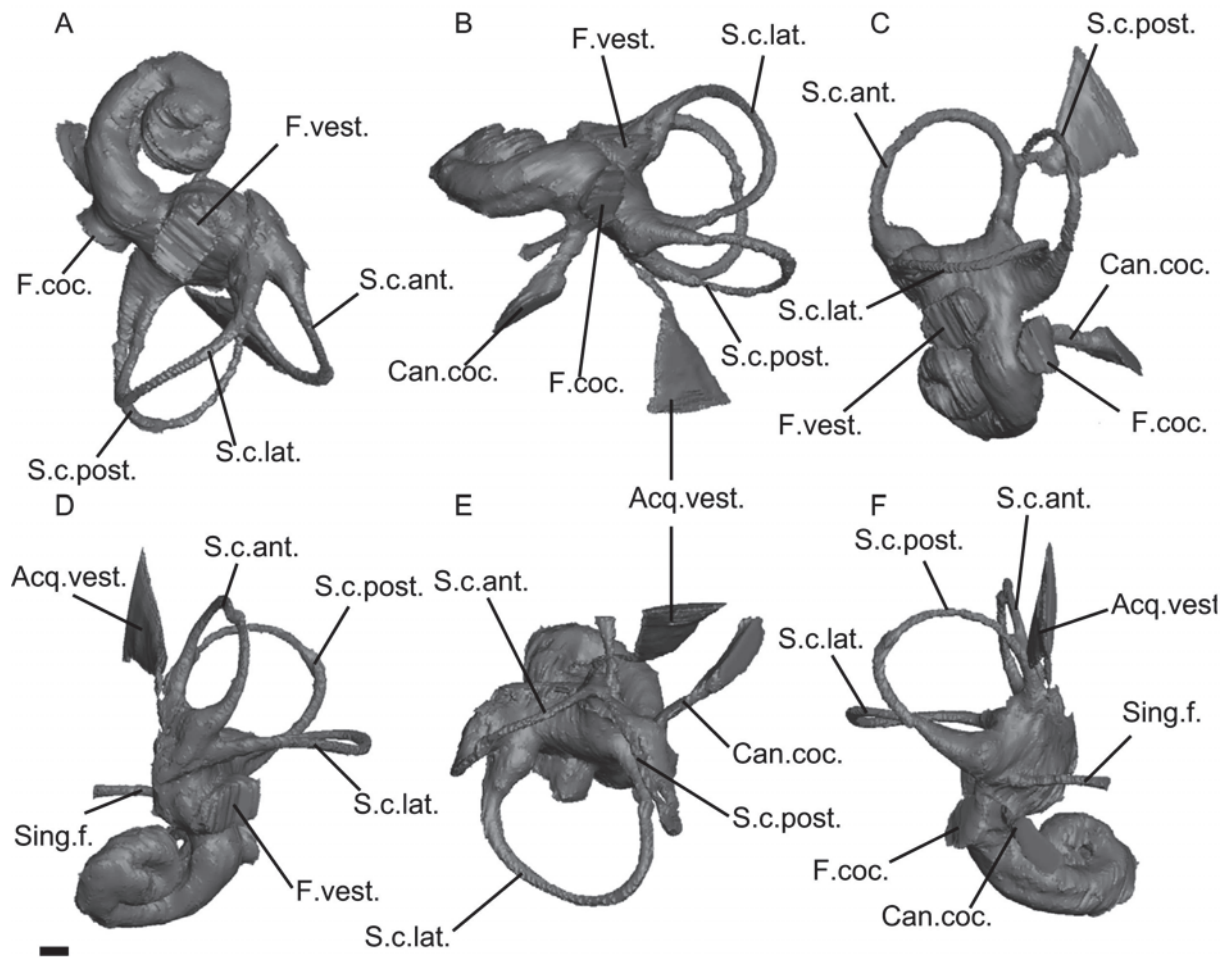 A
F.vest.
F.coc.
S.c.ant.
S.c.lat.
S.c.post.
B
F.vest.
S.c.lat.
Can.coc.
F.coc.
S.c.post.
C
S.c.post.
S.c.ant.
Can.coc.
S.c.lat.
F.vest.
F.coc.
Acq.vest.
D
S.c.ant.
Acq.vest.
S.c.post.
S.c.lat.
Sing.f.
F.vest.
E
S.c.ant.
Can.coc.
S.c.post.
S.c.lat.
F
S.c.ant.
S.c.post.
Acq.vest
S.c.lat.
Sing.f.
F.coc.
Can.coc.